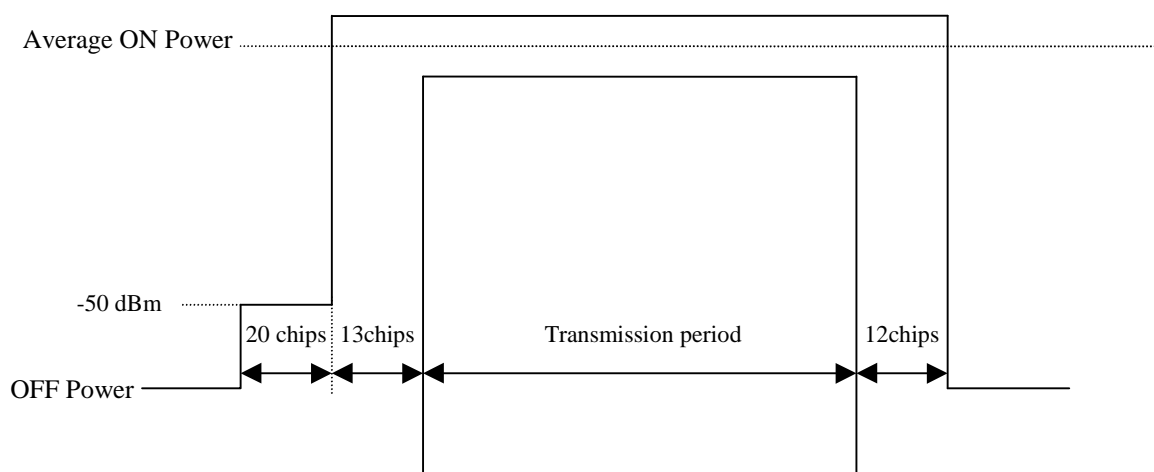 Average ON Power
-50 dBm
20 chips
13chips
Transmission period
12chips
OFF Power